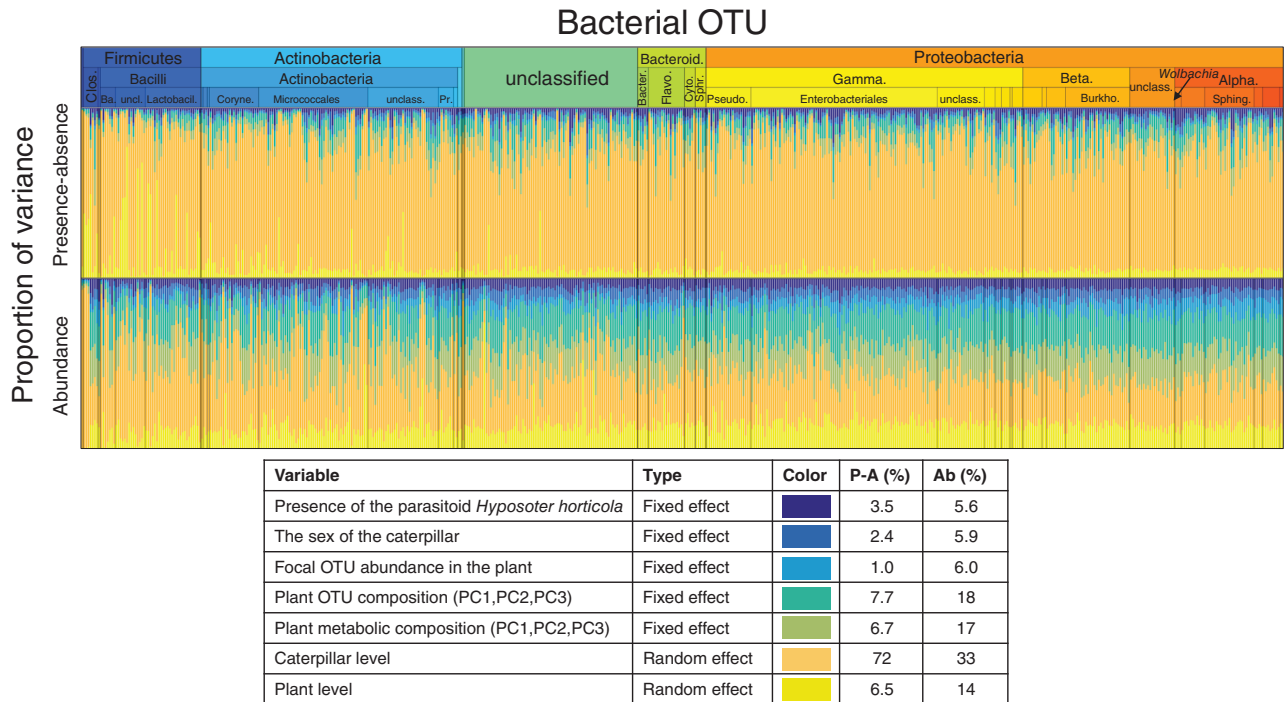 Bacterial OTU
Firmicutes Actinobacteria unclassified Bacteroid. Proteobacteria
Clos. Bacilli Actinobacteria Bacter. Flavo. Cyto. Sphr. Gamma. Beta. unclass. Wolbachia Alpha.
Ba. uncl. Lactobacil. Coryne. Micrococcales unclass. Pr. Pseudo. Enterobacteriales unclass. Burkho. Sphing.
Proportion of variance
Presence-absence
Abundance
Variable Type Color P-A (%) Ab (%)
Presence of the parasitoid Hyposoter horticola Fixed effect 3.5 5.6
The sex of the caterpillar Fixed effect 2.4 5.9
Focal OTU abundance in the plant Fixed effect 1.0 6.0
Plant OTU composition (PC1,PC2,PC3) Fixed effect 7.7 18
Plant metabolic composition (PC1,PC2,PC3) Fixed effect 6.7 17
Caterpillar level Random effect 72 33
Plant level Random effect 6.5 14